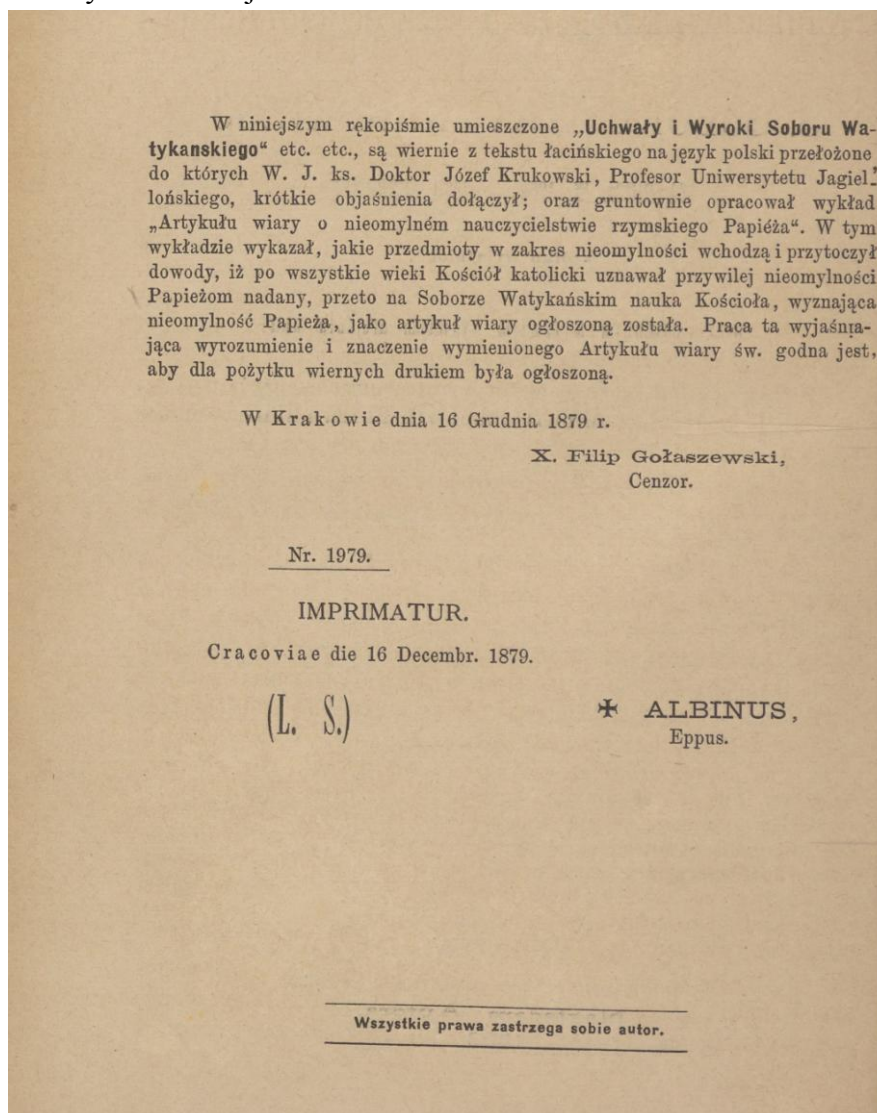 W niniejszym rękopiśmie umieszczone „Uchwały i Wyroki Soboru Wa-
tykanskiego“ etc. etc., są wiernie z tekstu łacińskiego na język polski przełożone
do których W. J. ks. Doktor Józef Krukowski, Profesor Uniwersytetu Jagiel-
lońskiego, krótkie objaśnienia dołączył; oraz gruntownie opracował wykład
„Artykułu wiary o nieomylném nauczycielstwie rzymskiego Papiéża“. W tym
wykładzie wykazał, jakie przedmioty w zakres nieomylności wchodzą i przytoczył
dowody, iż po wszystkie wieki Kościół katolicki uznawał przywilej nieomylności
Papieżom nadany, przeto na Soborze Watykańskim nauka Kościoła, wyznająca
nieomylność Papieża, jako artykuł wiary ogłoszoną została. Praca ta wyjaśnia-
jąca wyrozumienie i znaczenie wymienionego Artykułu wiary św. godna jest,
aby dla pożytku wiernych drukiem była ogłoszoną.
W Krakowie dnia 16 Grudnia 1879 r.
X. Filip Gołaszewski,
Cenzor.
Nr. 1979.
IMPRIMATUR.
Cracoviae die 16 Decembr. 1879.
(L. S.)
✠ ALBINUS,
Eppus.
Wszystkie prawa zastrzega sobie autor.